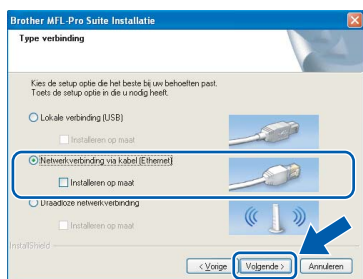 Brother MFL-Pro Suite Installatie
Type verbinding
Kies de setup optie die het beste bij uw behoeften past.
Toets de setup optie in die u nodig heeft.
Lokale verbinding (USB)
Installeren op maat
Netwerkverbinding via kabel (Ethernet)
Installeren op maat
Draadloze netwerkverbinding
Installeren op maat
InstallShield
< Vorige
Volgende >
Annuleren